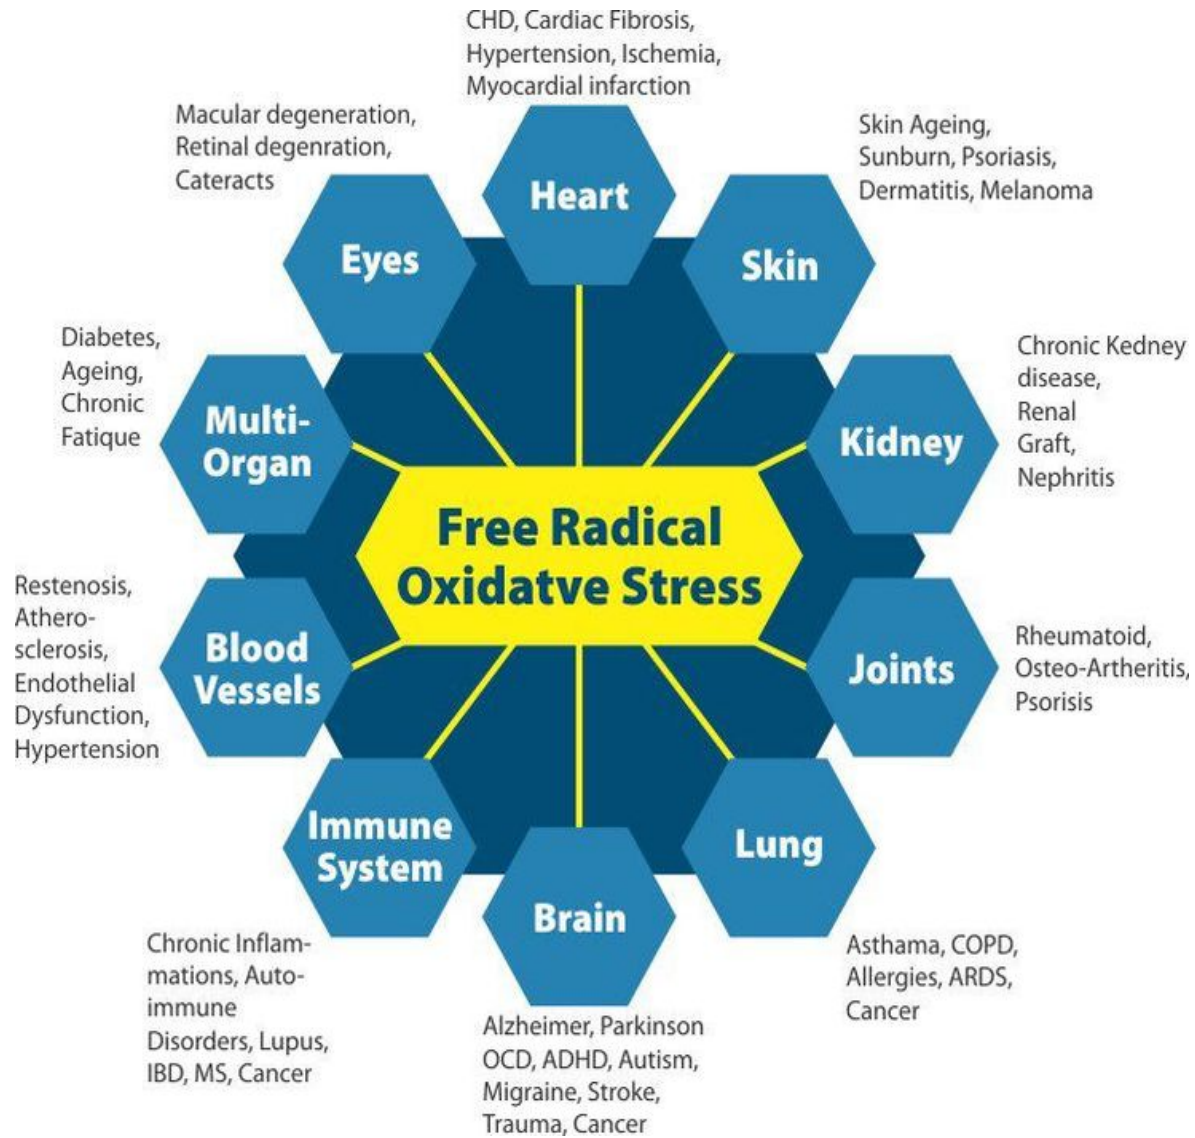 CHD, Cardiac Fibrosis,
Hypertension, Ischemia,
Myocardial infarction
Heart
Skin Ageing,
Sunburn, Psoriasis,
Dermatitis, Melanoma
Skin
Chronic Kedney
disease,
Renal
Graft,
Nephritis
Kidney
Rheumatoid,
Osteo-Artheritis,
Psorisis
Joints
Asthama, COPD,
Allergies, ARDS,
Cancer
Lung
Brain
Alzheimer, Parkinson
OCD, ADHD, Autism,
Migraine, Stroke,
Trauma, Cancer
Immune
System
Chronic Inflam-
mations, Auto-
immune
Disorders, Lupus,
IBD, MS, Cancer
Blood
Vessels
Restenosis,
Athero-
sclerosis,
Endothelial
Dysfunction,
Hypertension
Multi-
Organ
Diabetes,
Ageing,
Chronic
Fatique
Eyes
Macular degeneration,
Retinal degenration,
Cateracts
Free Radical
Oxidatve Stress